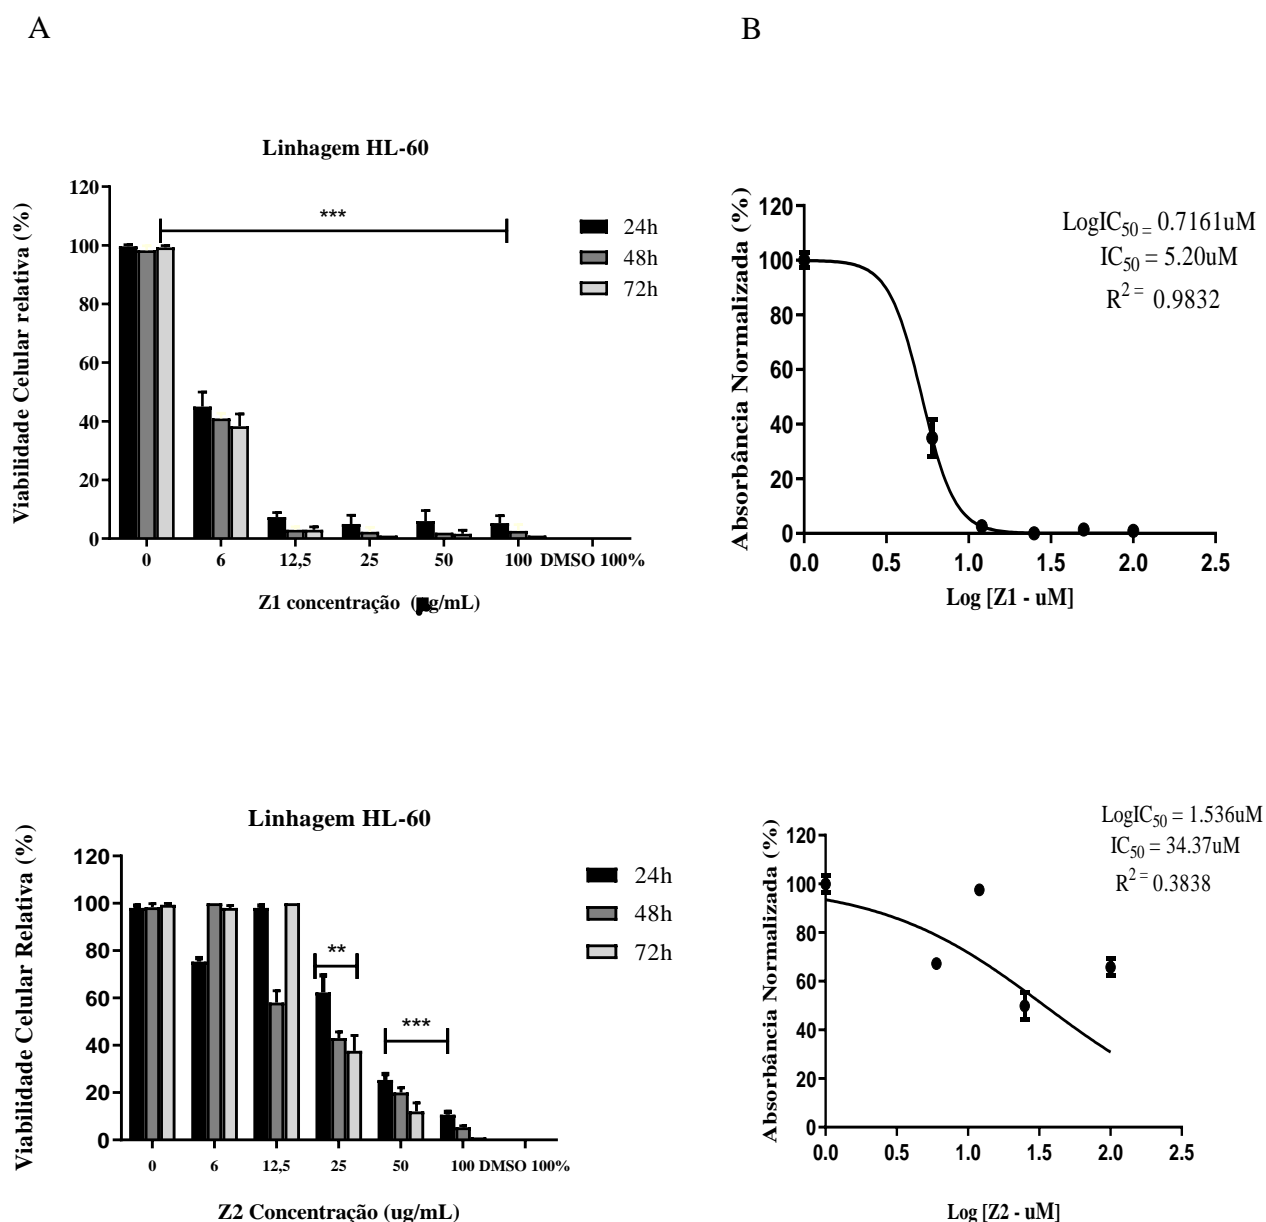 A
B
Linhagem HL-60
Viabilidade Celular relativa (%)
120
100
80
60
40
20
0
***
24h
48h
72h
0 6 12,5 25 50 100 DMSO 100%
Z1 concentração (µg/mL)
Absorbância Normalizada (%)
120
100
80
60
40
20
0
LogIC50 = 0.7161uM
IC50 = 5.20uM
R2 = 0.9832
0.0 0.5 1.0 1.5 2.0 2.5
Log [Z1 - uM]
Linhagem HL-60
Viabilidade Celular Relativa (%)
120
100
80
60
40
20
0
**
***
24h
48h
72h
0 6 12,5 25 50 100 DMSO 100%
Z2 Concentração (ug/mL)
Absorbância Normalizada (%)
120
100
80
60
40
20
0
LogIC50 = 1.536uM
IC50 = 34.37uM
R2 = 0.3838
0.0 0.5 1.0 1.5 2.0 2.5
Log [Z2 - uM]